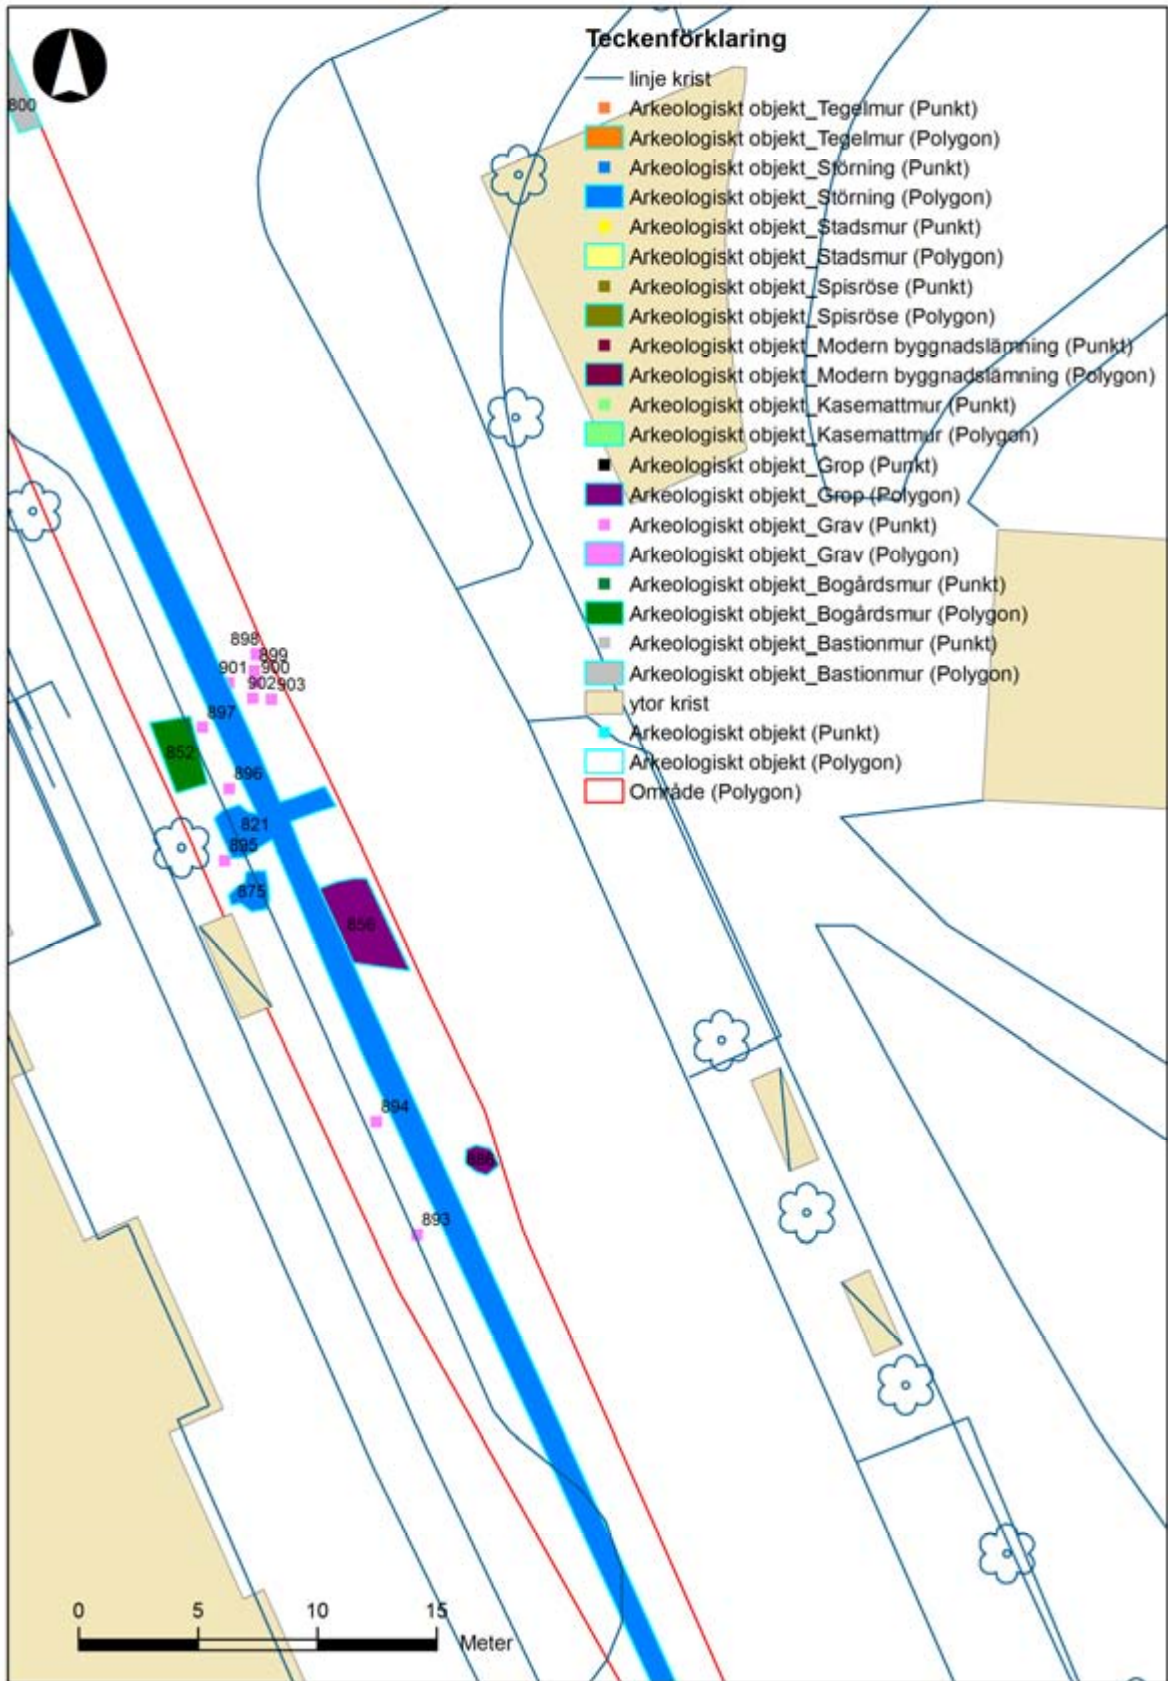 Teckenförklaring
linje krist
Arkeologiskt objekt_Tegelmur (Punkt)
Arkeologiskt objekt_Tegelmur (Polygon)
Arkeologiskt objekt_Störning (Punkt)
Arkeologiskt objekt_Störning (Polygon)
Arkeologiskt objekt_Stadsmur (Punkt)
Arkeologiskt objekt_Stadsmur (Polygon)
Arkeologiskt objekt_Spisröse (Punkt)
Arkeologiskt objekt_Spisröse (Polygon)
Arkeologiskt objekt_Modern byggnadslämning (Punkt)
Arkeologiskt objekt_Modern byggnadslämning (Polygon)
Arkeologiskt objekt_Kasemattmur (Punkt)
Arkeologiskt objekt_Kasemattmur (Polygon)
Arkeologiskt objekt_Grop (Punkt)
Arkeologiskt objekt_Grop (Polygon)
Arkeologiskt objekt_Grav (Punkt)
Arkeologiskt objekt_Grav (Polygon)
Arkeologiskt objekt_Bogårdsmur (Punkt)
Arkeologiskt objekt_Bogårdsmur (Polygon)
Arkeologiskt objekt_Bastionmur (Punkt)
Arkeologiskt objekt_Bastionmur (Polygon)
ytor krist
Arkeologiskt objekt (Punkt)
Arkeologiskt objekt (Polygon)
Område (Polygon)
800
898
899
901 900
902 903
897
852
896
821
895
875
856
894
893
0 5 10 15
Meter